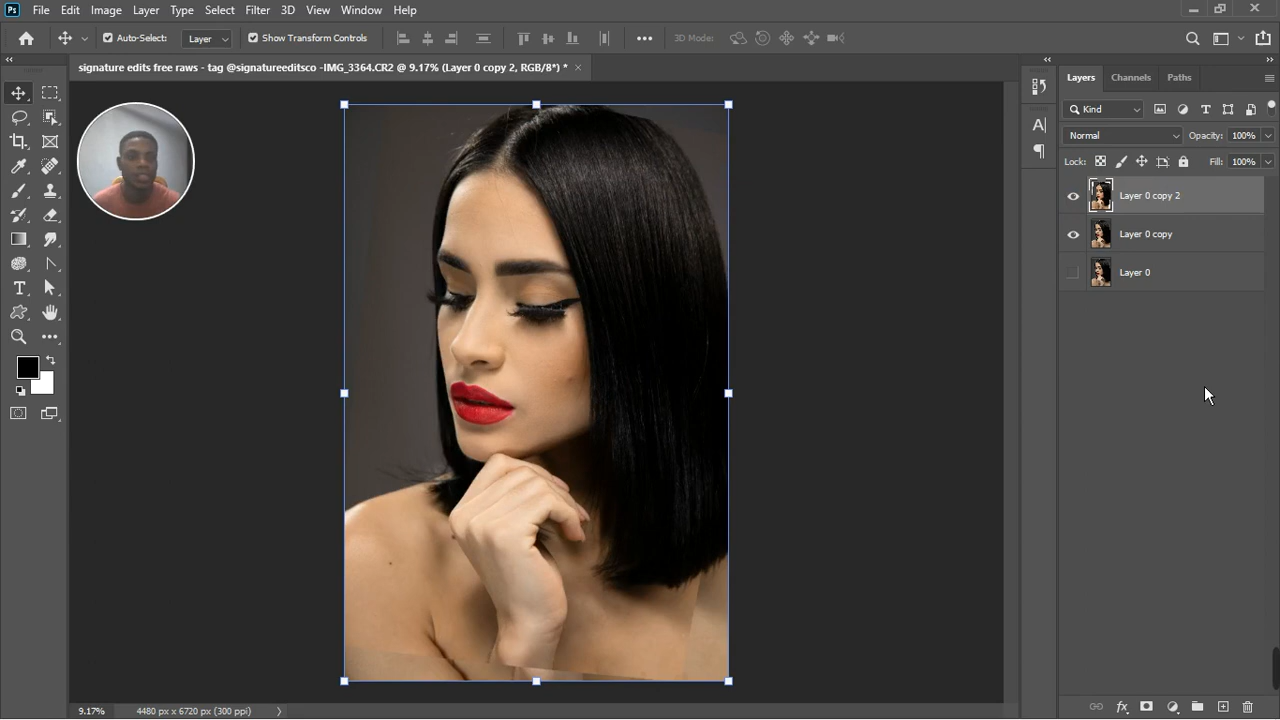 Ps File Edit Image Layer Type Select Filter 3D View Window Help
Auto-Select: Layer Show Transform Controls 3D Mode:
signature edits free raws - tag @signatureeditsco -IMG_3364.CR2 @ 9.17% (Layer 0 copy 2, RGB/8*) *
Layers Channels Paths
Kind
Normal Opacity: 100%
Lock: Fill: 100%
Layer 0 copy 2
Layer 0 copy
Layer 0
9.17% 4480 px x 6720 px (300 ppi)